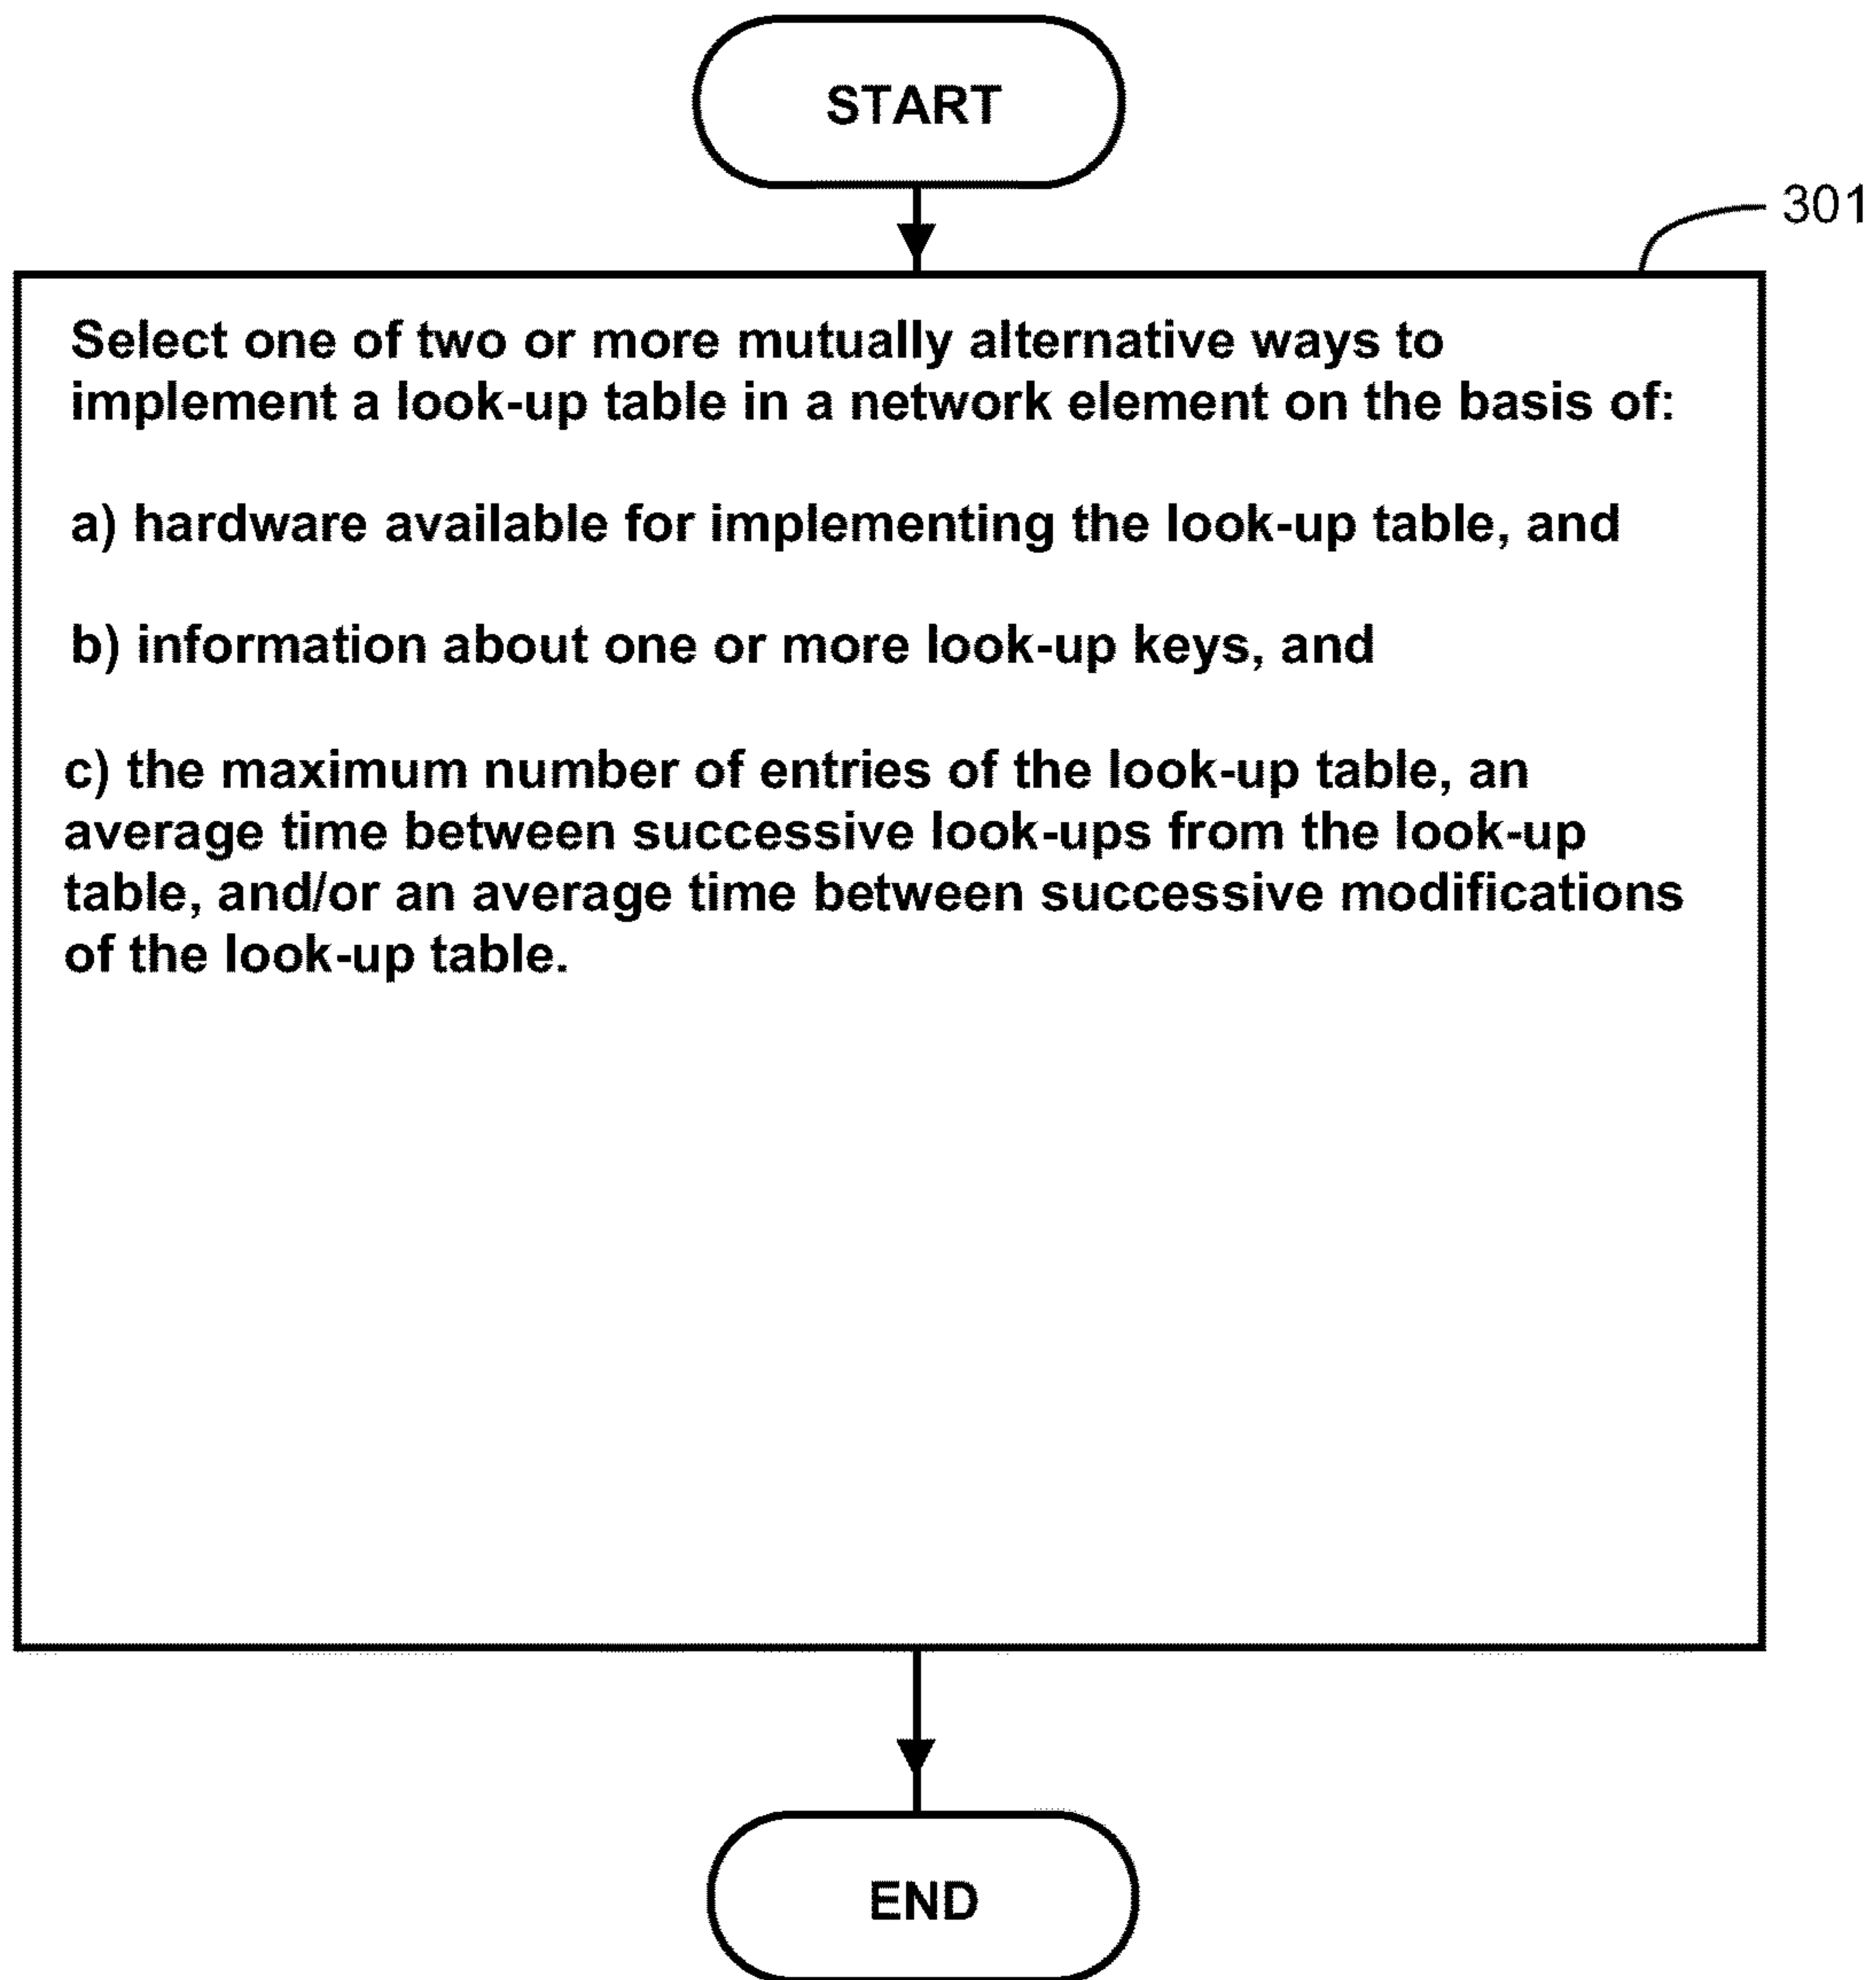 START
301
Select one of two or more mutually alternative ways to
implement a look-up table in a network element on the basis of:
a) hardware available for implementing the look-up table, and
b) information about one or more look-up keys, and
c) the maximum number of entries of the look-up table, an
average time between successive look-ups from the look-up
table, and/or an average time between successive modifications
of the look-up table.
END